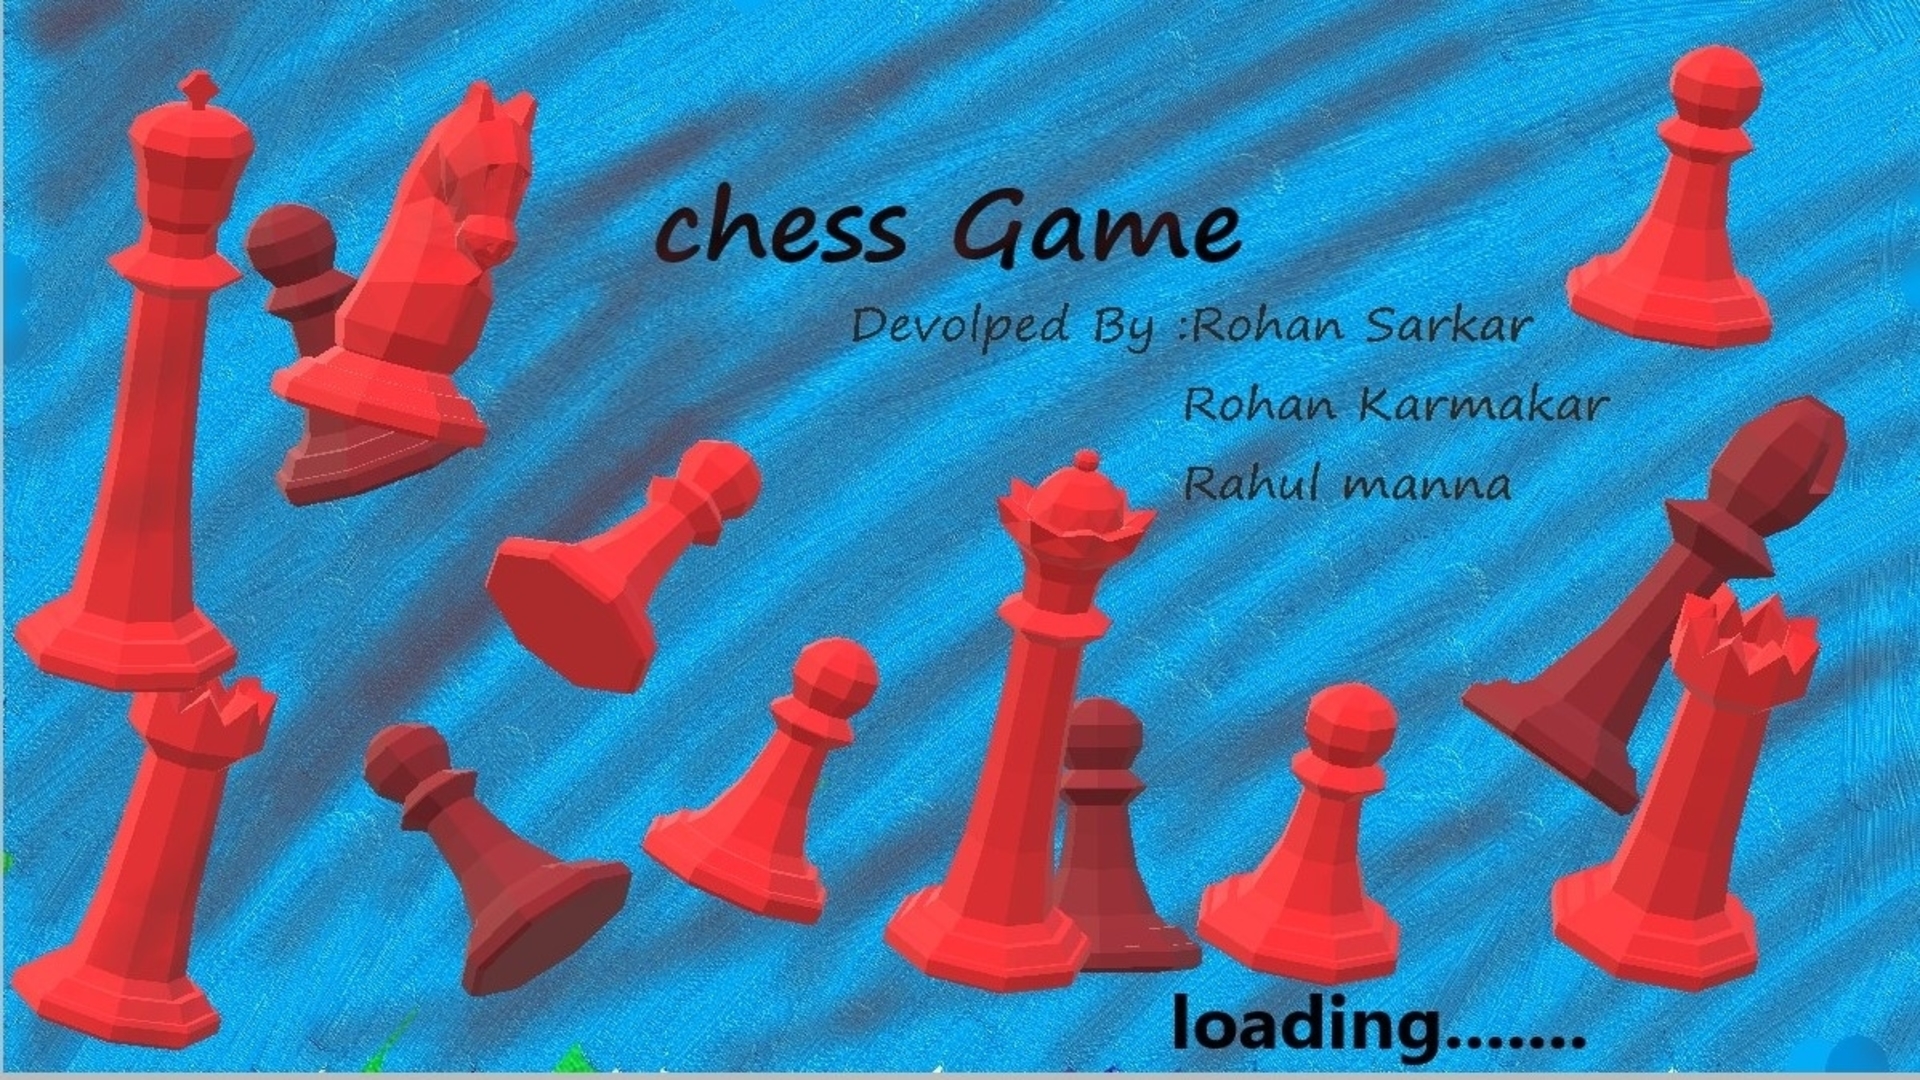 chess Game
Devolped By :Rohan Sarkar
Rohan Karmakar
Rahul manna
loading.......